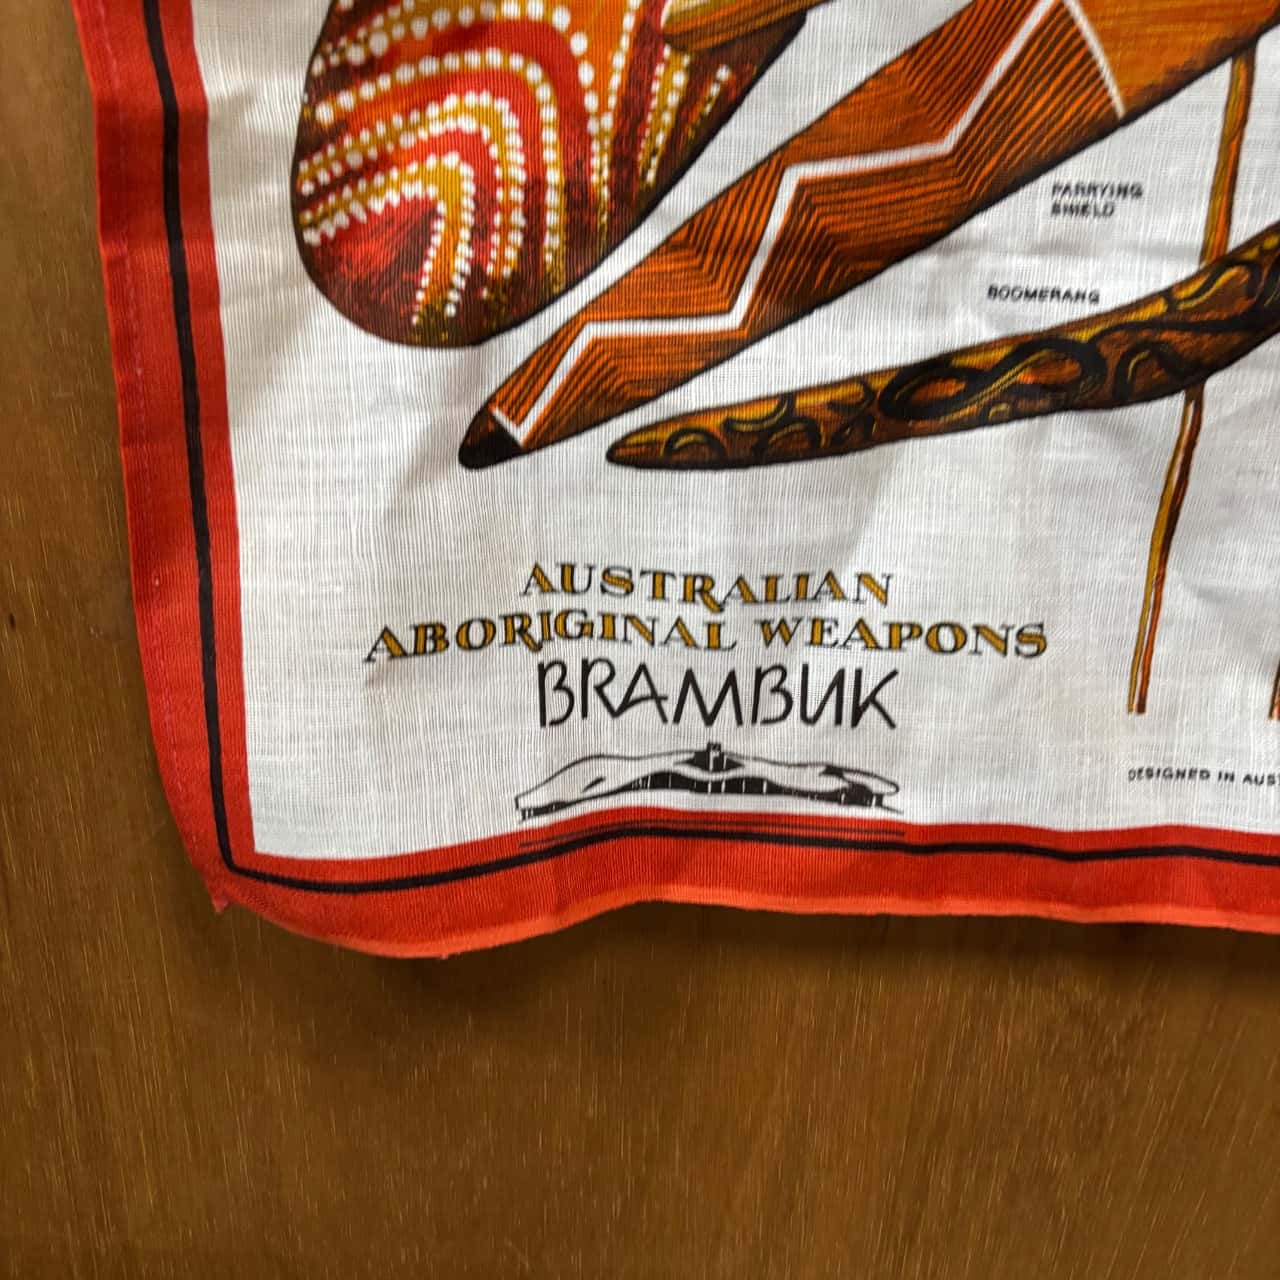 PARRYING
SHIELD
BOOMERANG
AUSTRALIAN
ABORIGINAL WEAPONS
BRAMBUK
DESIGNED IN AUST